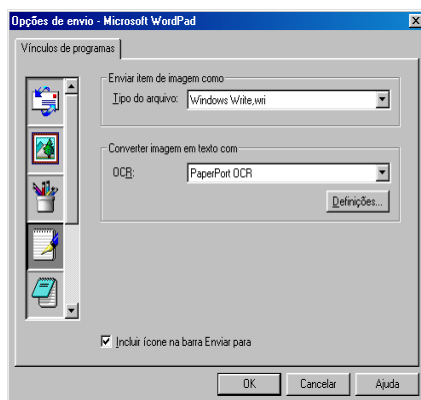 Opções de envio - Microsoft WordPad
Vínculos de programas
Enviar item de imagem como
Tipo do arquivo: Windows Write,wri
Converter imagem em texto com
OCR: PaperPort OCR
Definições...
Incluir ícone na barra Enviar para
OK Cancelar Ajuda